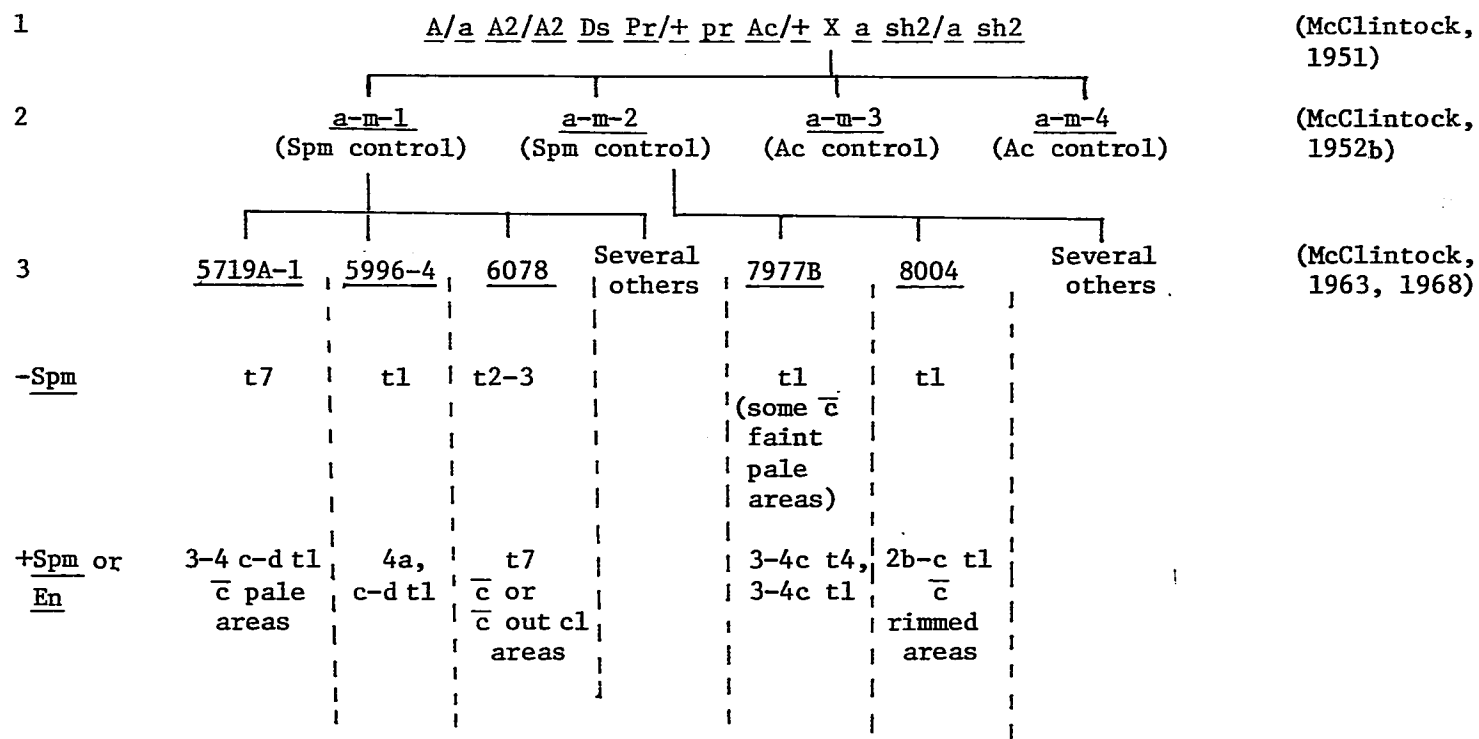 1 A/a A2/A2 Ds Pr/+ pr Ac/+ X a sh2/a sh2 (McClintock,
1951)
2 a-m-1 a-m-2 a-m-3 a-m-4 (McClintock,
(Spm control) (Spm control) (Ac control) (Ac control) 1952b)
3 5719A-1 5996-4 6078 Several 7977B 8004 Several (McClintock,
others others 1963, 1968)
-Spm t7 t1 t2-3 t1 t1
(some c̅
faint
pale
areas)
+Spm or 3-4 c-d t1 4a, t7 3-4c t4, 2b-c t1
En c̅ pale c-d t1 c̅ or 3-4c t1 c̅
areas c̅ out cl rimmed
areas areas